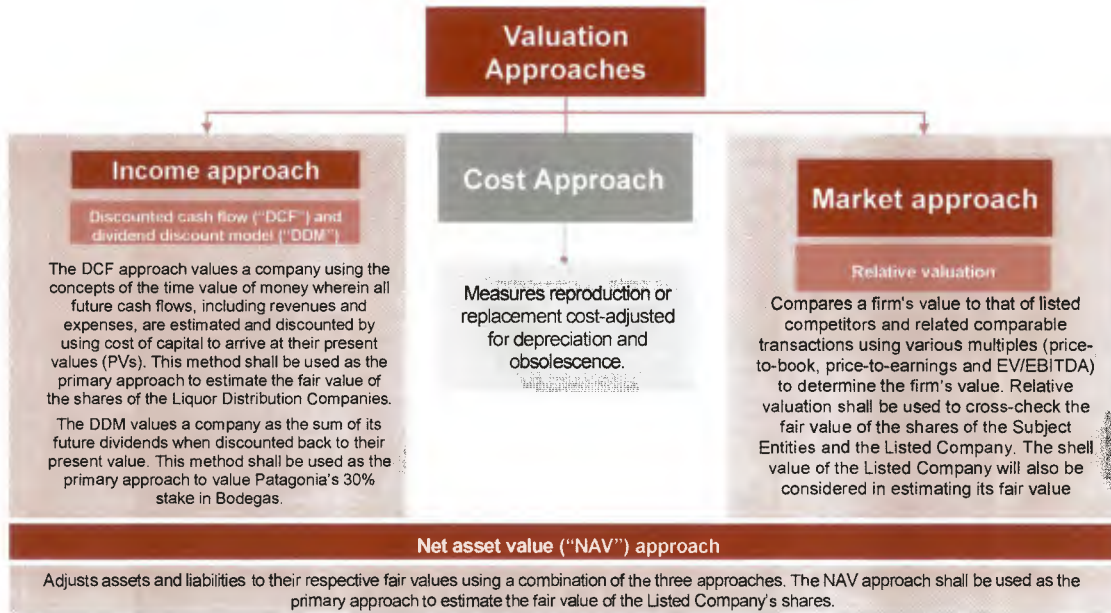 Valuation
Approaches
Income approach
Discounted cash flow ("DCF") and
dividend discount model ("DDM")
The DCF approach values a company using the
concepts of the time value of money wherein all
future cash flows, including revenues and
expenses, are estimated and discounted by
using cost of capital to arrive at their present
values (PVs). This method shall be used as the
primary approach to estimate the fair value of
the shares of the Liquor Distribution Companies.
The DDM values a company as the sum of its
future dividends when discounted back to their
present value. This method shall be used as the
primary approach to value Patagonia's 30%
stake in Bodegas.
Cost Approach
Measures reproduction or
replacement cost-adjusted
for depreciation and
obsolescence.
Market approach
Relative valuation
Compares a firm's value to that of listed
competitors and related comparable
transactions using various multiples (price-
to-book, price-to-earnings and EV/EBITDA)
to determine the firm's value. Relative
valuation shall be used to cross-check the
fair value of the shares of the Subject
Entities and the Listed Company. The shell
value of the Listed Company will also be
considered in estimating its fair value
Net asset value ("NAV") approach
Adjusts assets and liabilities to their respective fair values using a combination of the three approaches. The NAV approach shall be used as the
primary approach to estimate the fair value of the Listed Company's shares.